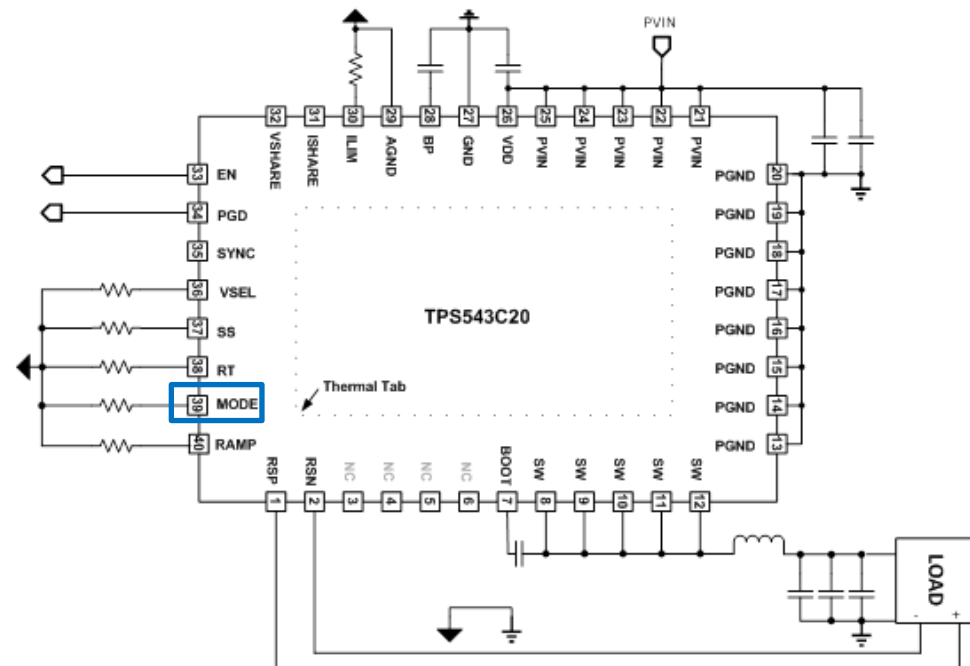 PVIN
32 31 30 29 28 27 26 25 24 23 22 21
VSHARE ISHARE ILIM AGND BP GND VDD PVIN PVIN PVIN PVIN PVIN
33 EN PGND 20
34 PGD PGND 19
35 SYNC PGND 18
36 VSEL PGND 17
37 SS TPS543C20 PGND 16
38 RT PGND 15
Thermal Tab
39 MODE PGND 14
40 RAMP PGND 13
RSP RSN NC NC NC NC BOOT SW SW SW SW SW
1 2 3 4 5 6 7 8 9 10 11 12
LOAD
- +